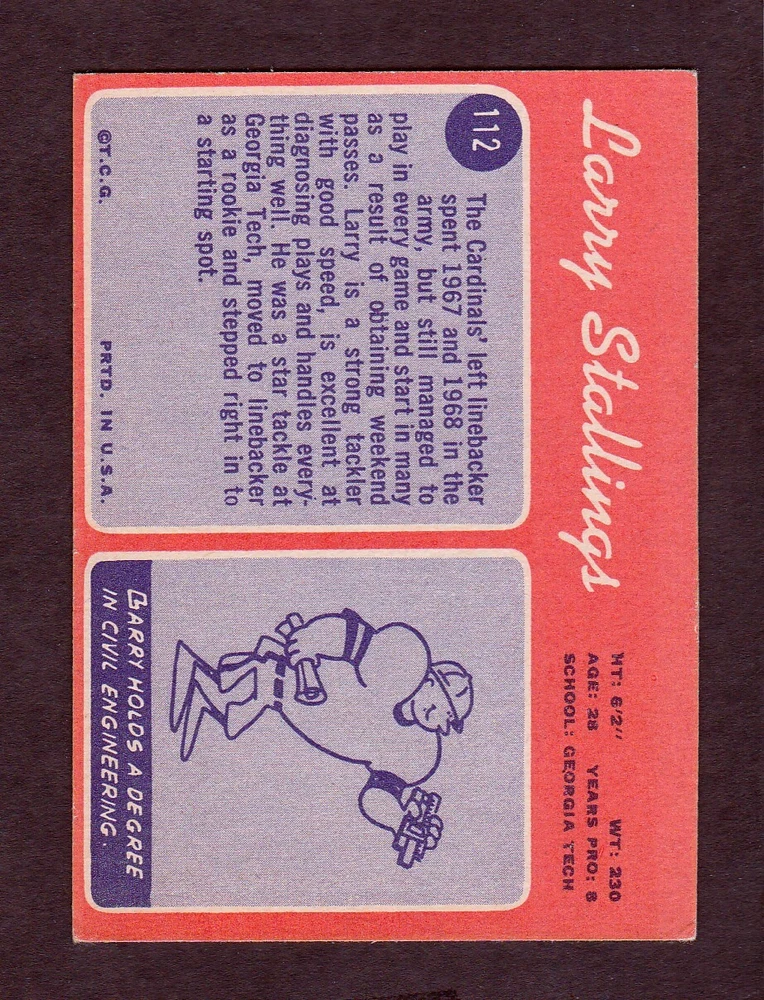 Larry Stallings
HT: 6'2" WT: 230
AGE: 28 YEARS PRO: 8
SCHOOL: GEORGIA TECH
112
The Cardinals' left linebacker
spent 1967 and 1968 in the
army, but still managed to
play in every game and start in many
as a result of obtaining weekend
passes. Larry is a strong tackler
with good speed, is excellent at
diagnosing plays and handles every-
thing well. He was a star tackle at
Georgia Tech, moved to linebacker
as a rookie and stepped right in to
a starting spot.
©T.C.G. PRTD. IN U.S.A.
BARRY HOLDS A DEGREE
IN CIVIL ENGINEERING.